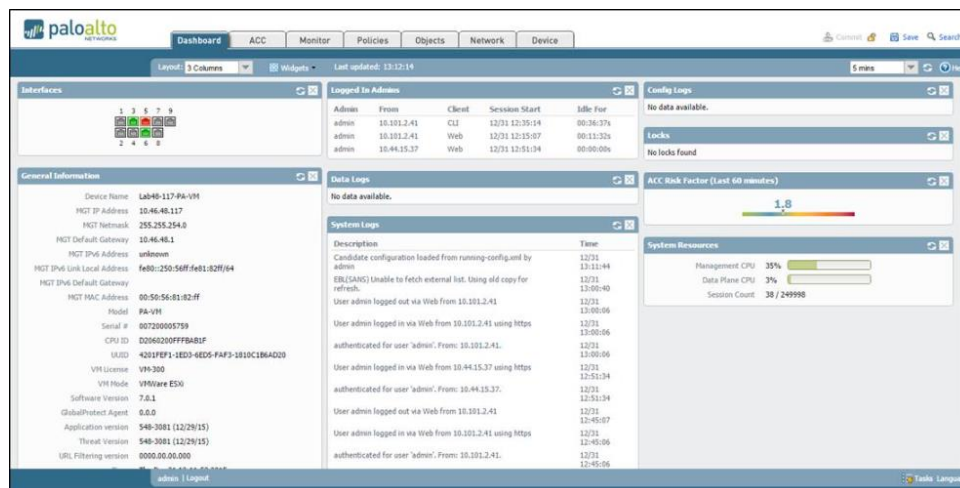 paloalto
NETWORKS
Dashboard ACC Monitor Policies Objects Network Device
Commit Save Search
Layout: 3 Columns Widgets Last updated: 13:12:14 5 mins He
Interfaces
1 3 5 7 9
2 4 6 8
General Information
Device Name Lab48-117-PA-VM
MGT IP Address 10.46.48.117
MGT Netmask 255.255.254.0
MGT Default Gateway 10.46.48.1
MGT IPv6 Address unknown
MGT IPv6 Link Local Address fe80::250:56ff:fe81:82ff/64
MGT IPv6 Default Gateway
MGT MAC Address 00:50:56:81:82:ff
Model PA-VM
Serial # 007200005759
CPU ID D2060200FFFBAB1F
UUID 4201FEF1-1ED3-6ED5-FAF3-1810C1B6AD20
VM License VM-300
VM Mode VMWare ESXi
Software Version 7.0.1
GlobalProtect Agent 0.0.0
Application version 548-3081 (12/29/15)
Threat Version 548-3081 (12/29/15)
URL Filtering version 0000.00.00.000
Logged In Admins
Admin From Client Session Start Idle For
admin 10.101.2.41 CLI 12/31 12:35:14 00:36:37s
admin 10.101.2.41 Web 12/31 12:15:07 00:11:32s
admin 10.44.15.37 Web 12/31 12:51:34 00:00:00s
Data Logs
No data available.
System Logs
Description Time
Candidate configuration loaded from running-config.xml by admin 12/31 13:11:44
EBL(SANS) Unable to fetch external list. Using old copy for refresh. 12/31 13:00:40
User admin logged out via Web from 10.101.2.41 12/31 13:00:06
User admin logged in via Web from 10.101.2.41 using https 12/31 13:00:06
authenticated for user 'admin'. From: 10.101.2.41. 12/31 13:00:06
User admin logged in via Web from 10.44.15.37 using https 12/31 12:51:34
authenticated for user 'admin'. From: 10.44.15.37. 12/31 12:51:34
User admin logged out via Web from 10.101.2.41 12/31 12:45:07
User admin logged in via Web from 10.101.2.41 using https 12/31 12:45:06
authenticated for user 'admin'. From: 10.101.2.41. 12/31 12:45:06
Config Logs
No data available.
Locks
No locks found
ACC Risk Factor (Last 60 minutes)
1.8
System Resources
Management CPU 35%
Data Plane CPU 3%
Session Count 38 / 249998
admin | Logout
Tasks Langua